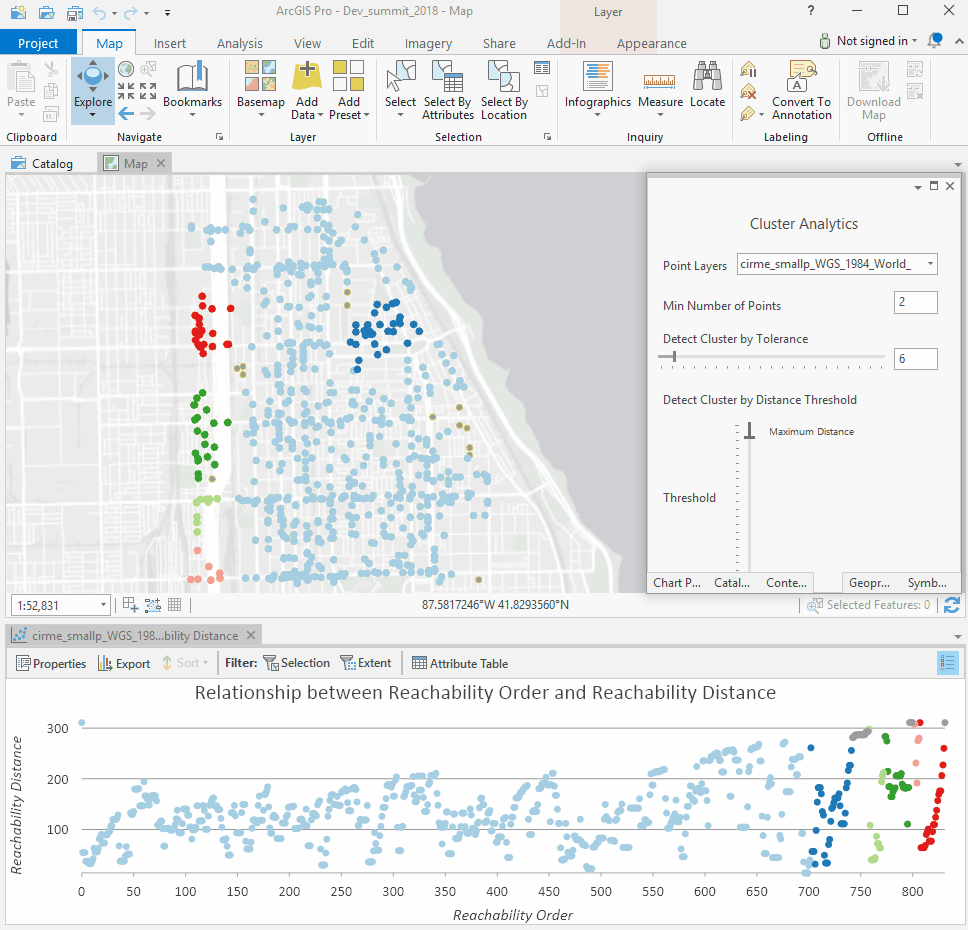 ArcGIS Pro - Dev_summit_2018 - Map
Layer
?
Project
Map
Insert
Analysis
View
Edit
Imagery
Share
Add-In
Appearance
Not signed in
Paste
Explore
Bookmarks
Basemap
Add
Data
Add
Preset
Select
Select By
Attributes
Select By
Location
Infographics
Measure
Locate
Convert To
Annotation
Download
Map
Clipboard
Navigate
Layer
Selection
Inquiry
Labeling
Offline
Catalog
Map
Cluster Analytics
Point Layers
cirme_smallp_WGS_1984_World_
Min Number of Points
2
Detect Cluster by Tolerance
6
Detect Cluster by Distance Threshold
Maximum Distance
Threshold
Chart P...
Catal...
Conte...
Geopr...
Symb...
1:52,831
87.5817246°W 41.8293560°N
Selected Features: 0
cirme_smallp_WGS_198...bility Distance
Properties
Export
Sort
Filter:
Selection
Extent
Attribute Table
Relationship between Reachability Order and Reachability Distance
Reachability Distance
300
200
100
0 50 100 150 200 250 300 350 400 450 500 550 600 650 700 750 800
Reachability Order